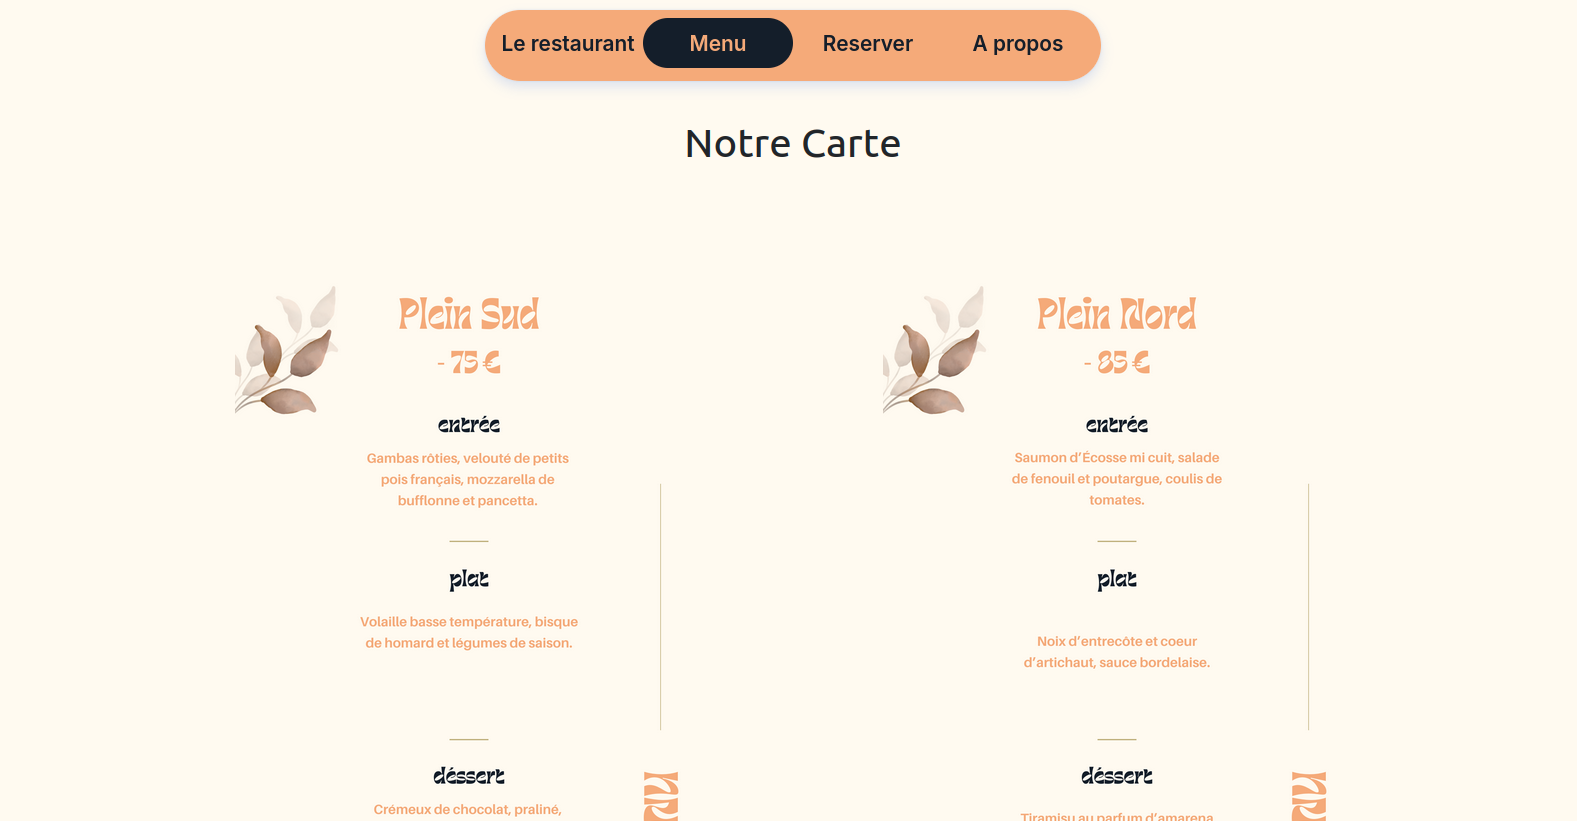 Le restaurant Menu Reserver A propos
Notre Carte
Plein Sud
- 75 €
entrée
Gambas rôties, velouté de petits
pois français, mozzarella de
bufflonne et pancetta.
plat
Volaille basse température, bisque
de homard et légumes de saison.
déssert
Crémeux de chocolat, praliné,
Plein Nord
- 85 €
entrée
Saumon d’Écosse mi cuit, salade
de fenouil et poutargue, coulis de
tomates.
plat
Noix d’entrecôte et coeur
d’artichaut, sauce bordelaise.
déssert
Tiramisu au parfum d’amarena